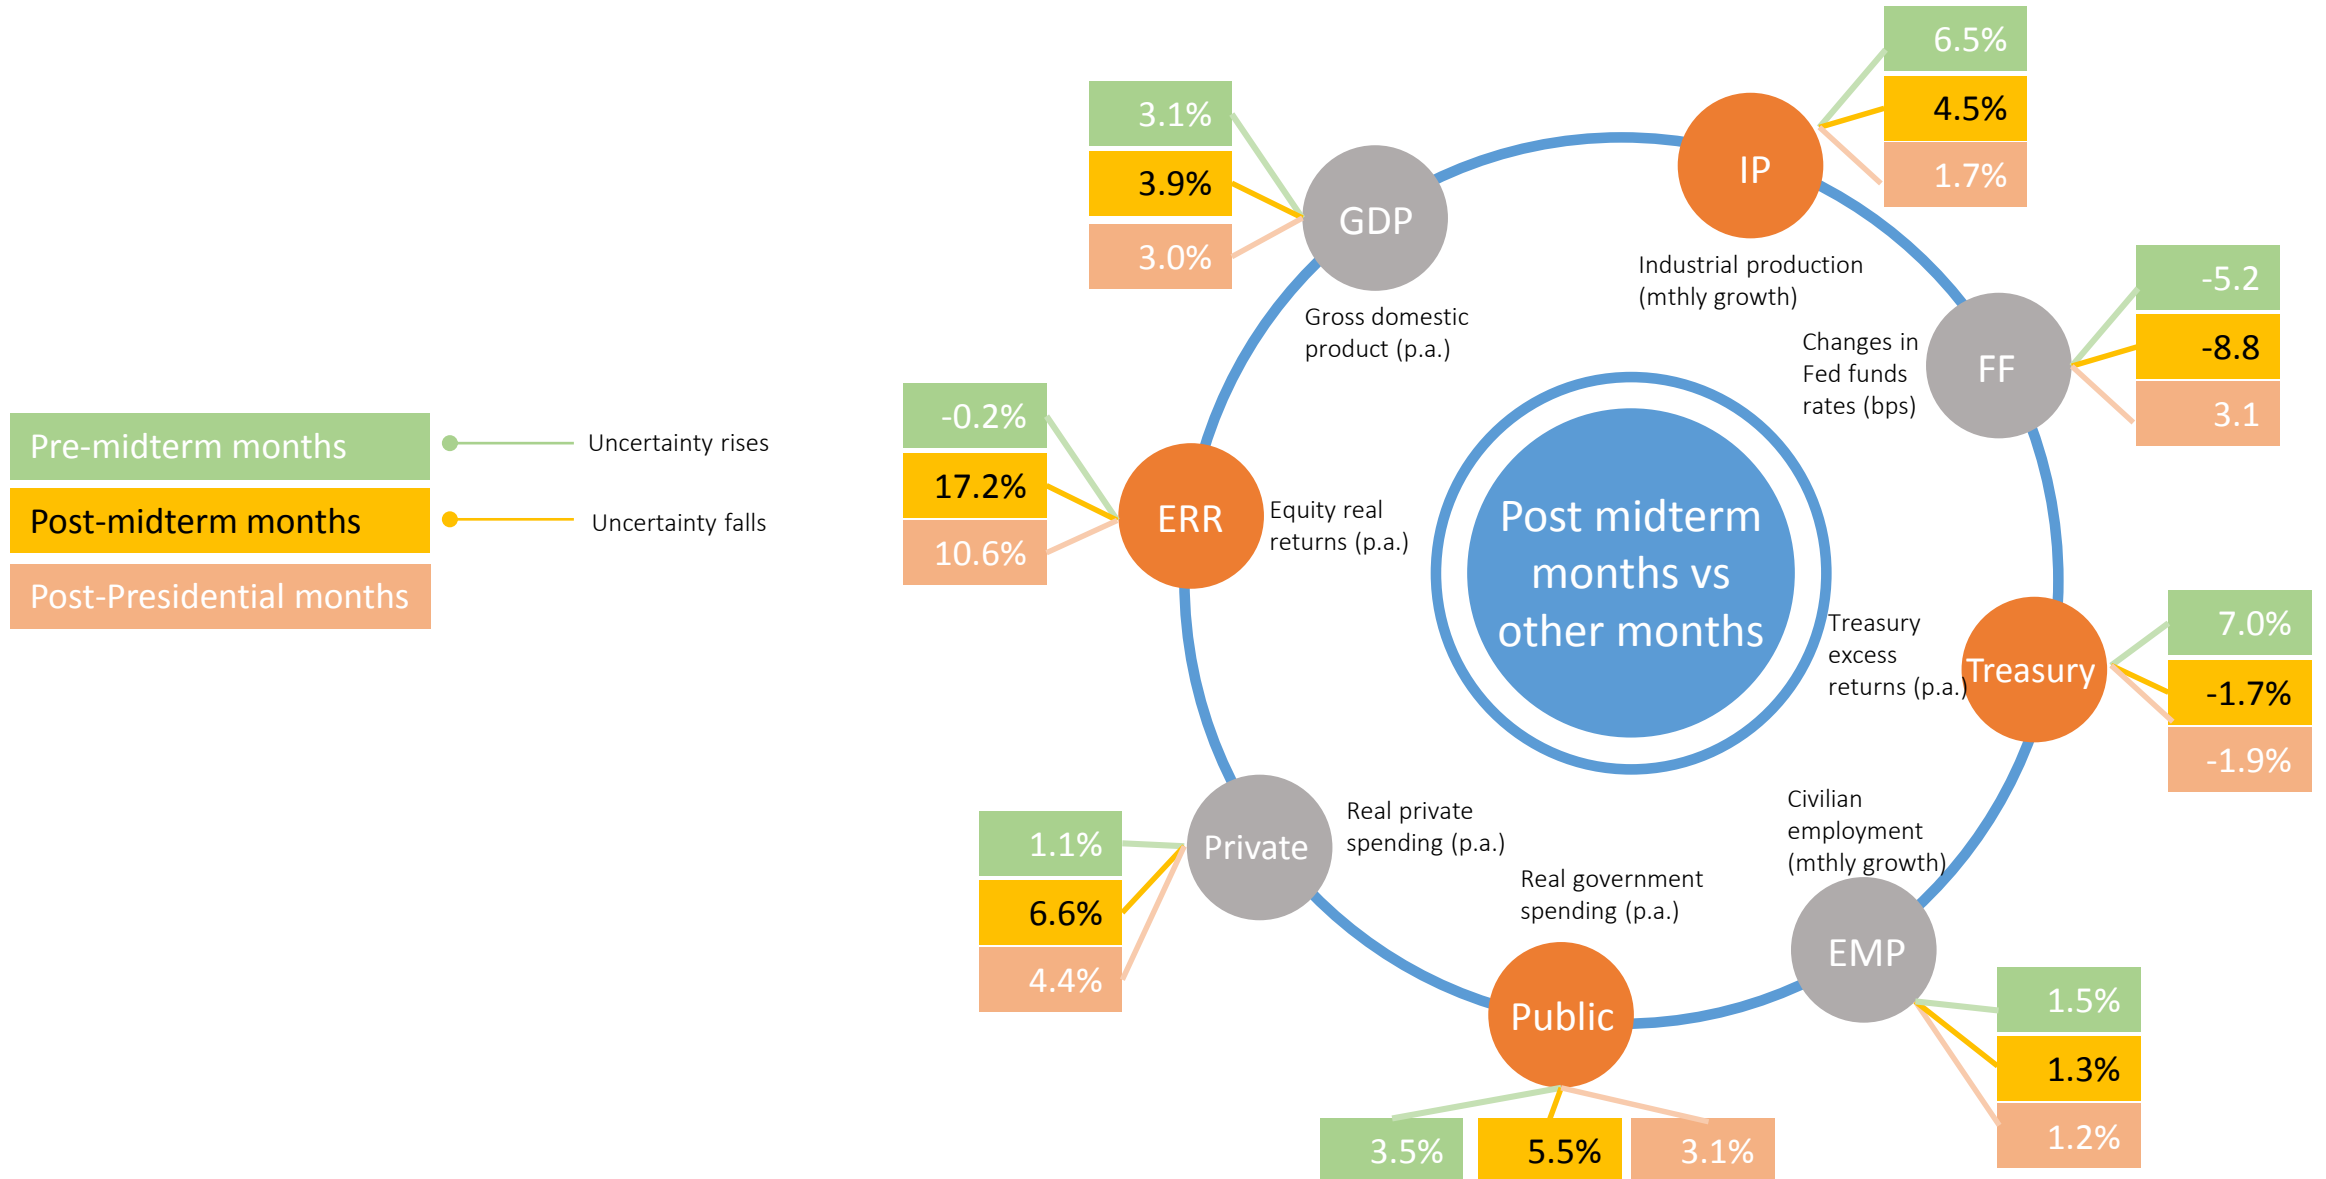 Pre-midterm months
Uncertainty rises
Post-midterm months
Uncertainty falls
Post-Presidential months
Post midterm
months vs
other months
3.1%
3.9%
3.0%
GDP
Gross domestic
product (p.a.)
6.5%
4.5%
1.7%
IP
Industrial production
(mthly growth)
-5.2
-8.8
3.1
FF
Changes in
Fed funds
rates (bps)
7.0%
-1.7%
-1.9%
Treasury
Treasury
excess
returns (p.a.)
1.5%
1.3%
1.2%
EMP
Civilian
employment
(mthly growth)
3.5%
5.5%
3.1%
Public
Real government
spending (p.a.)
1.1%
6.6%
4.4%
Private
Real private
spending (p.a.)
-0.2%
17.2%
10.6%
ERR
Equity real
returns (p.a.)